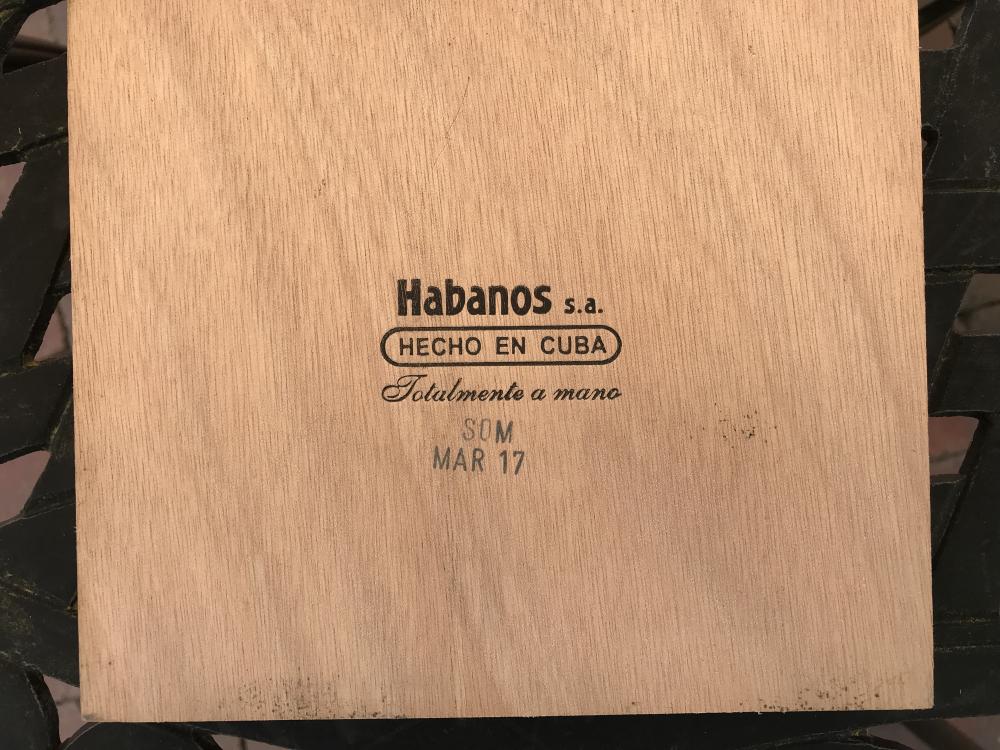 Habanos s.a.
HECHO EN CUBA
Totalmente a mano
SOM
MAR 17